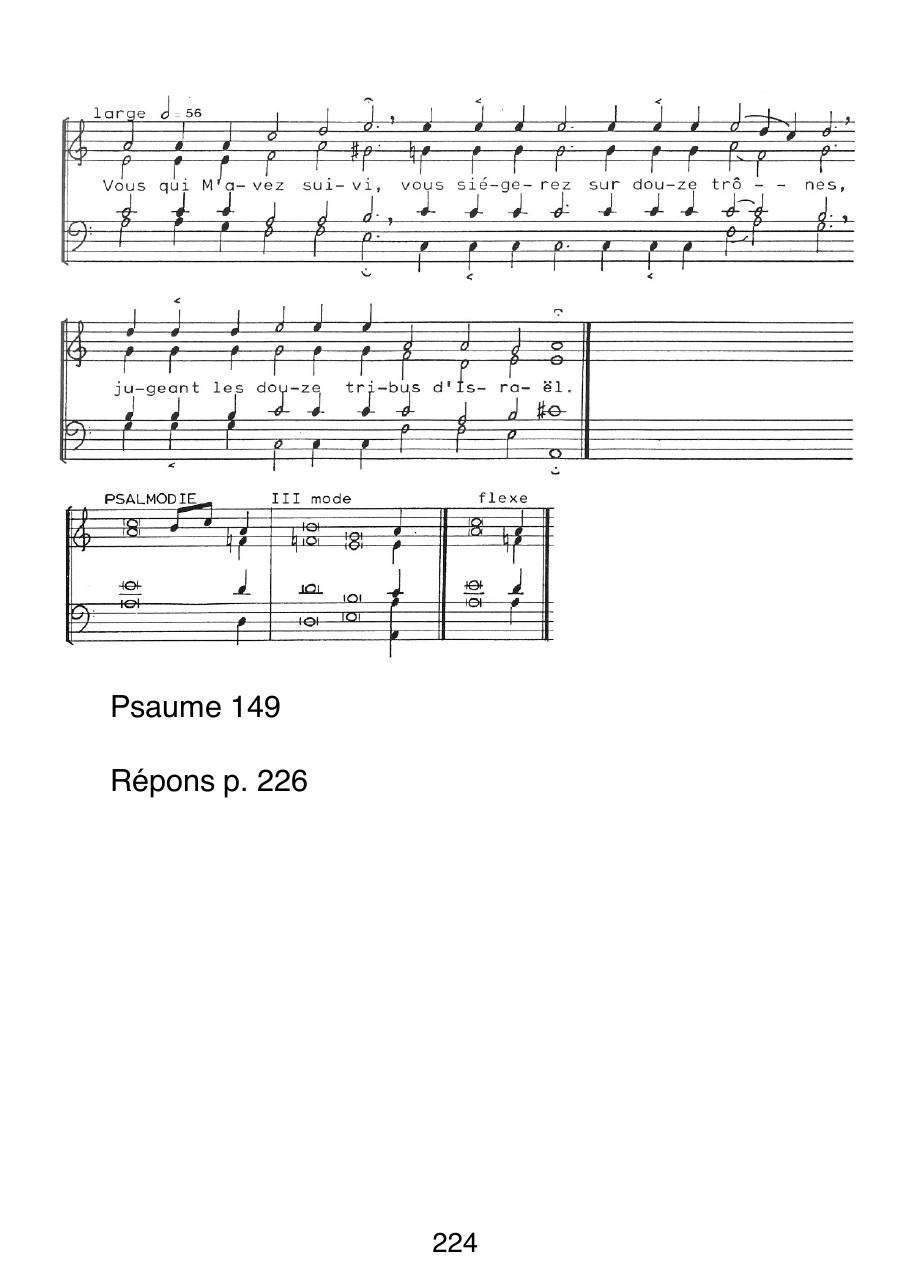 large = 56
Vous qui M'a-vez sui-vi, vous sié-ge-rez sur dou-ze trô - - nes,
ju-geant les dou-ze tri-bus d'Is-ra-ël.
PSALMODIE III mode flexe
Psaume 149
Répons p. 226
224